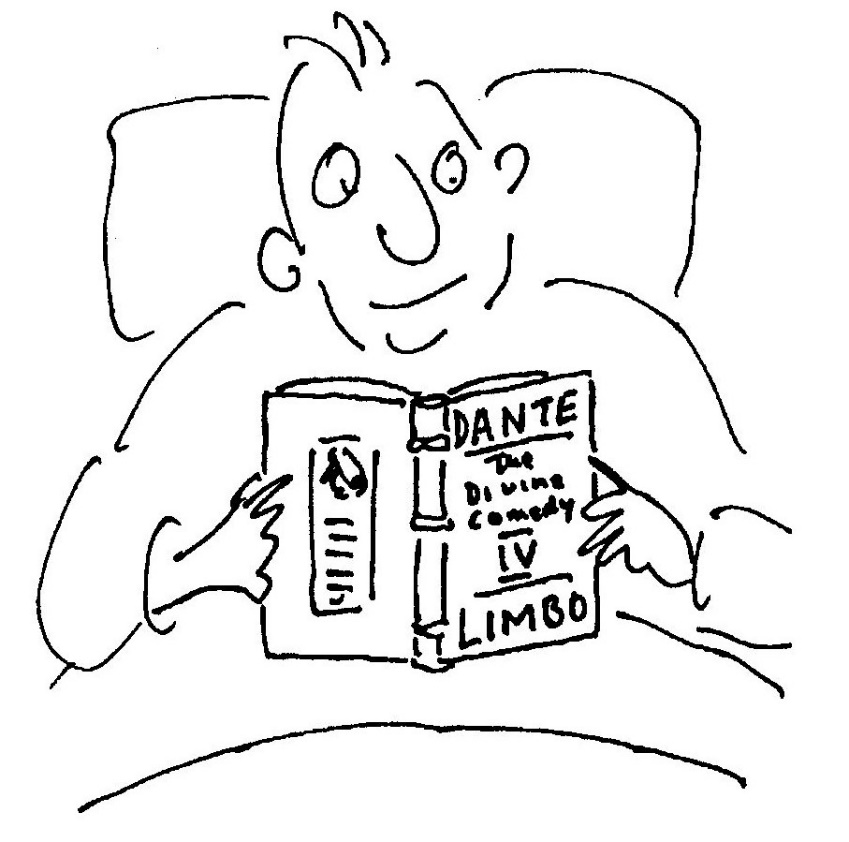 DANTE
The
Divine
Comedy
IV
LIMBO